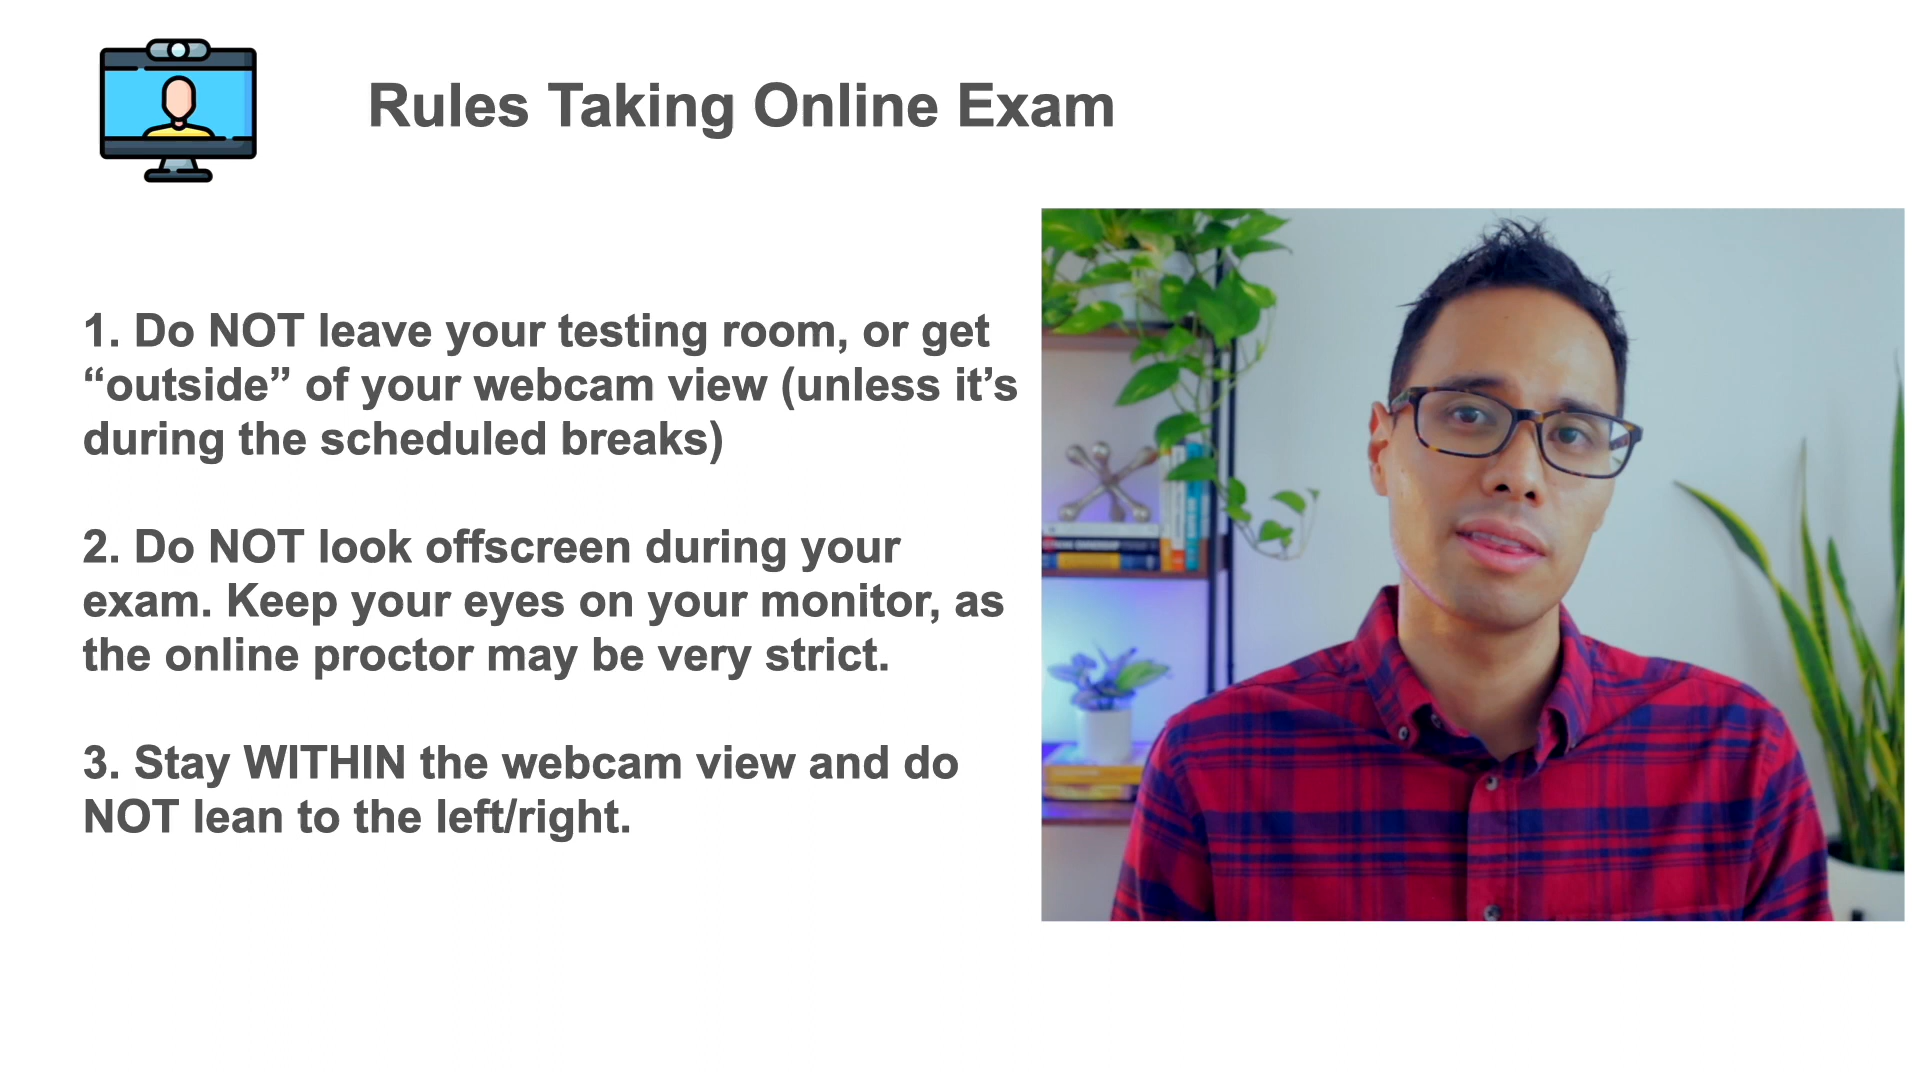 Rules Taking Online Exam
1. Do NOT leave your testing room, or get
“outside” of your webcam view (unless it’s
during the scheduled breaks)
2. Do NOT look offscreen during your
exam. Keep your eyes on your monitor, as
the online proctor may be very strict.
3. Stay WITHIN the webcam view and do
NOT lean to the left/right.